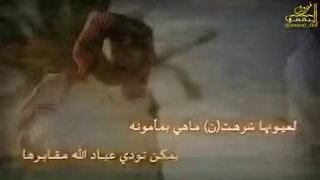 لعيونها شرهت(ن) ماهي بمأمونه
يمكن تودي عباد الله مقابرها